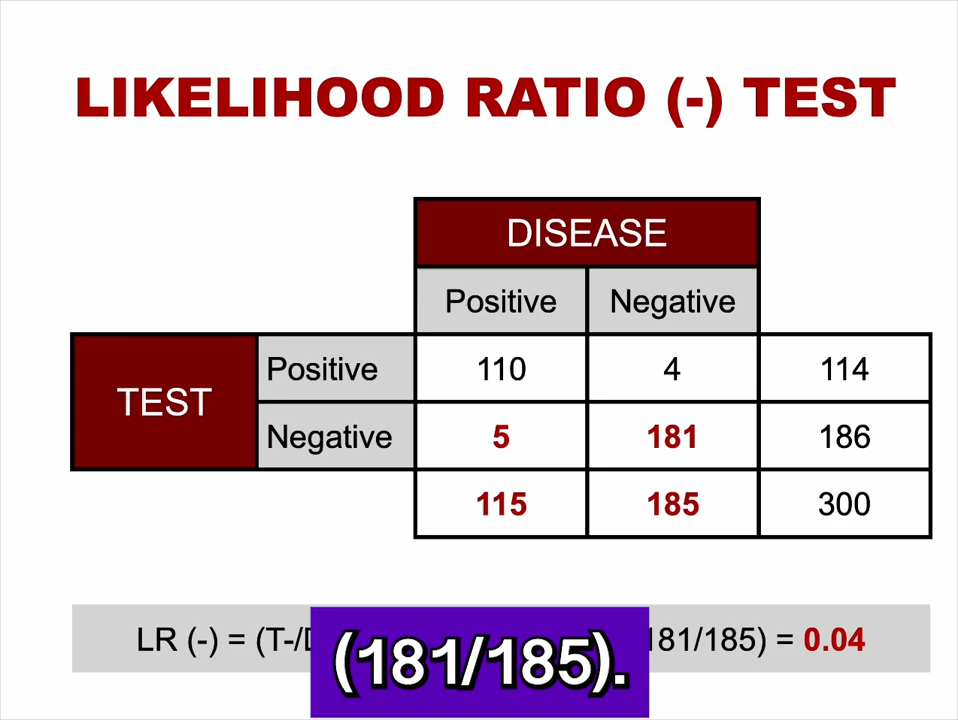 LIKELIHOOD RATIO (-) TEST
DISEASE
Positive Negative
TEST
Positive 110 4 114
Negative 5 181 186
115 185 300
LR (-) = (T-/ 181/185) = 0.04
(181/185).